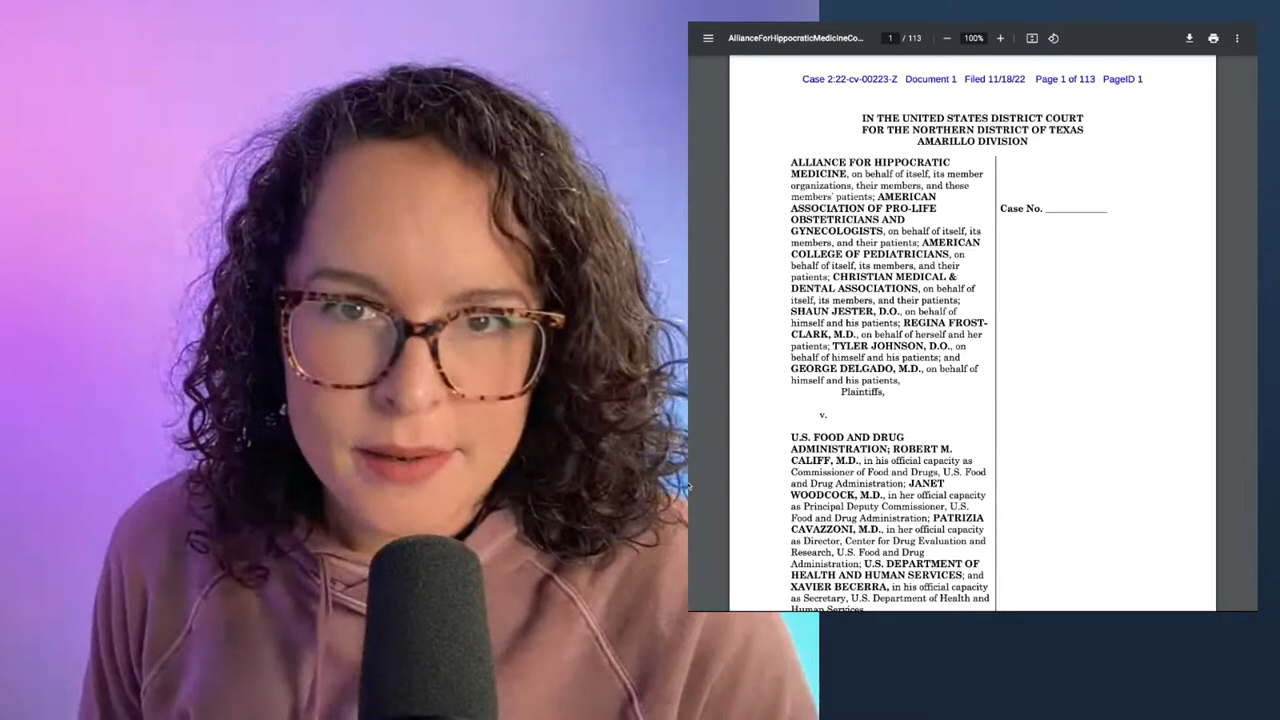 AllianceForHippocraticMedicineCo...
1 / 113
100%
Case 2:22-cv-00223-Z Document 1 Filed 11/18/22 Page 1 of 113 PageID 1
IN THE UNITED STATES DISTRICT COURT
FOR THE NORTHERN DISTRICT OF TEXAS
AMARILLO DIVISION
ALLIANCE FOR HIPPOCRATIC
MEDICINE, on behalf of itself, its member
organizations, their members, and these
members' patients; AMERICAN
ASSOCIATION OF PRO-LIFE
OBSTETRICIANS AND
GYNECOLOGISTS, on behalf of itself, its
members, and their patients; AMERICAN
COLLEGE OF PEDIATRICIANS, on
behalf of itself, its members, and their
patients; CHRISTIAN MEDICAL &
DENTAL ASSOCIATIONS, on behalf of
itself, its members, and their patients;
SHAUN JESTER, D.O., on behalf of
himself and his patients; REGINA FROST-
CLARK, M.D., on behalf of herself and her
patients; TYLER JOHNSON, D.O., on
behalf of himself and his patients; and
GEORGE DELGADO, M.D., on behalf of
himself and his patients,
Plaintiffs,
v.
U.S. FOOD AND DRUG
ADMINISTRATION; ROBERT M.
CALIFF, M.D., in his official capacity as
Commissioner of Food and Drugs, U.S. Food
and Drug Administration; JANET
WOODCOCK, M.D., in her official capacity
as Principal Deputy Commissioner, U.S.
Food and Drug Administration; PATRIZIA
CAVAZZONI, M.D., in her official capacity
as Director, Center for Drug Evaluation and
Research, U.S. Food and Drug
Administration; U.S. DEPARTMENT OF
HEALTH AND HUMAN SERVICES; and
XAVIER BECERRA, in his official capacity
as Secretary, U.S. Department of Health and
Human Services
Case No. ___________